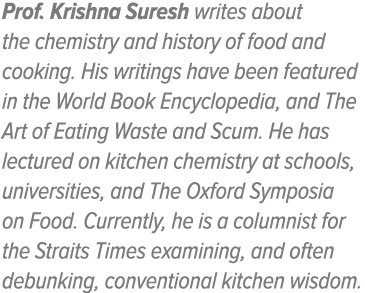 Prof. Krishna Suresh writes about
the chemistry and history of food and
cooking. His writings have been featured
in the World Book Encyclopedia, and The
Art of Eating Waste and Scum. He has
lectured on kitchen chemistry at schools,
universities, and The Oxford Symposia
on Food. Currently, he is a columnist for
the Straits Times examining, and often
debunking, conventional kitchen wisdom.